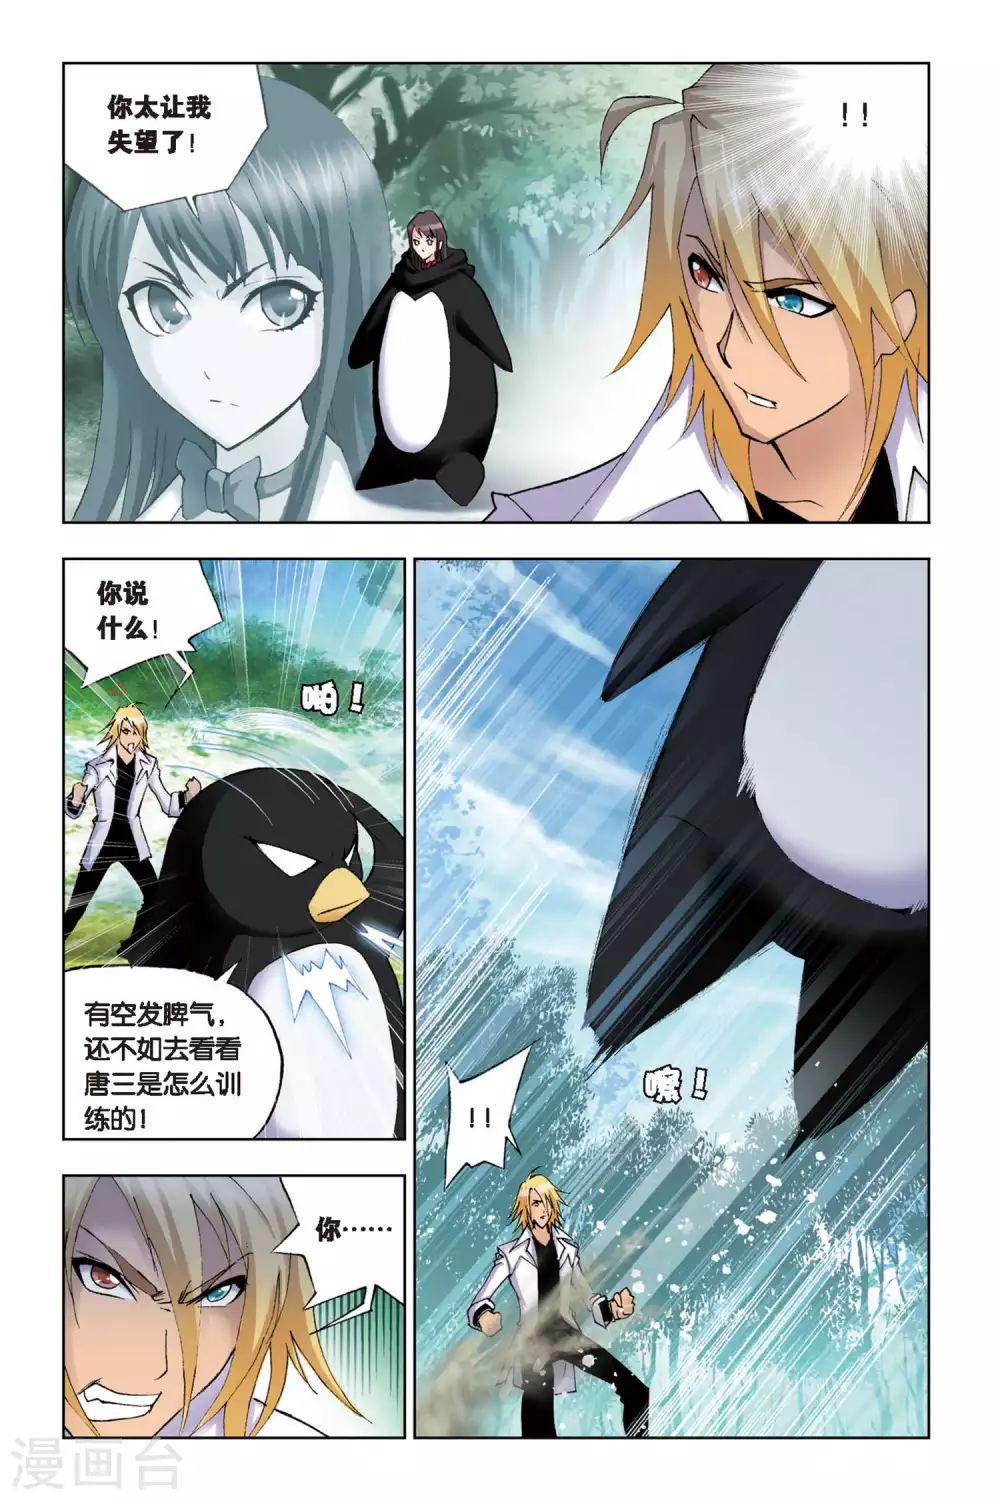 你太让我
失望了！
！！
你说
什么！
啪！
有空发脾气，
还不如去看看
唐三是怎么训
练的！
你……
嚓！
！！
漫画台